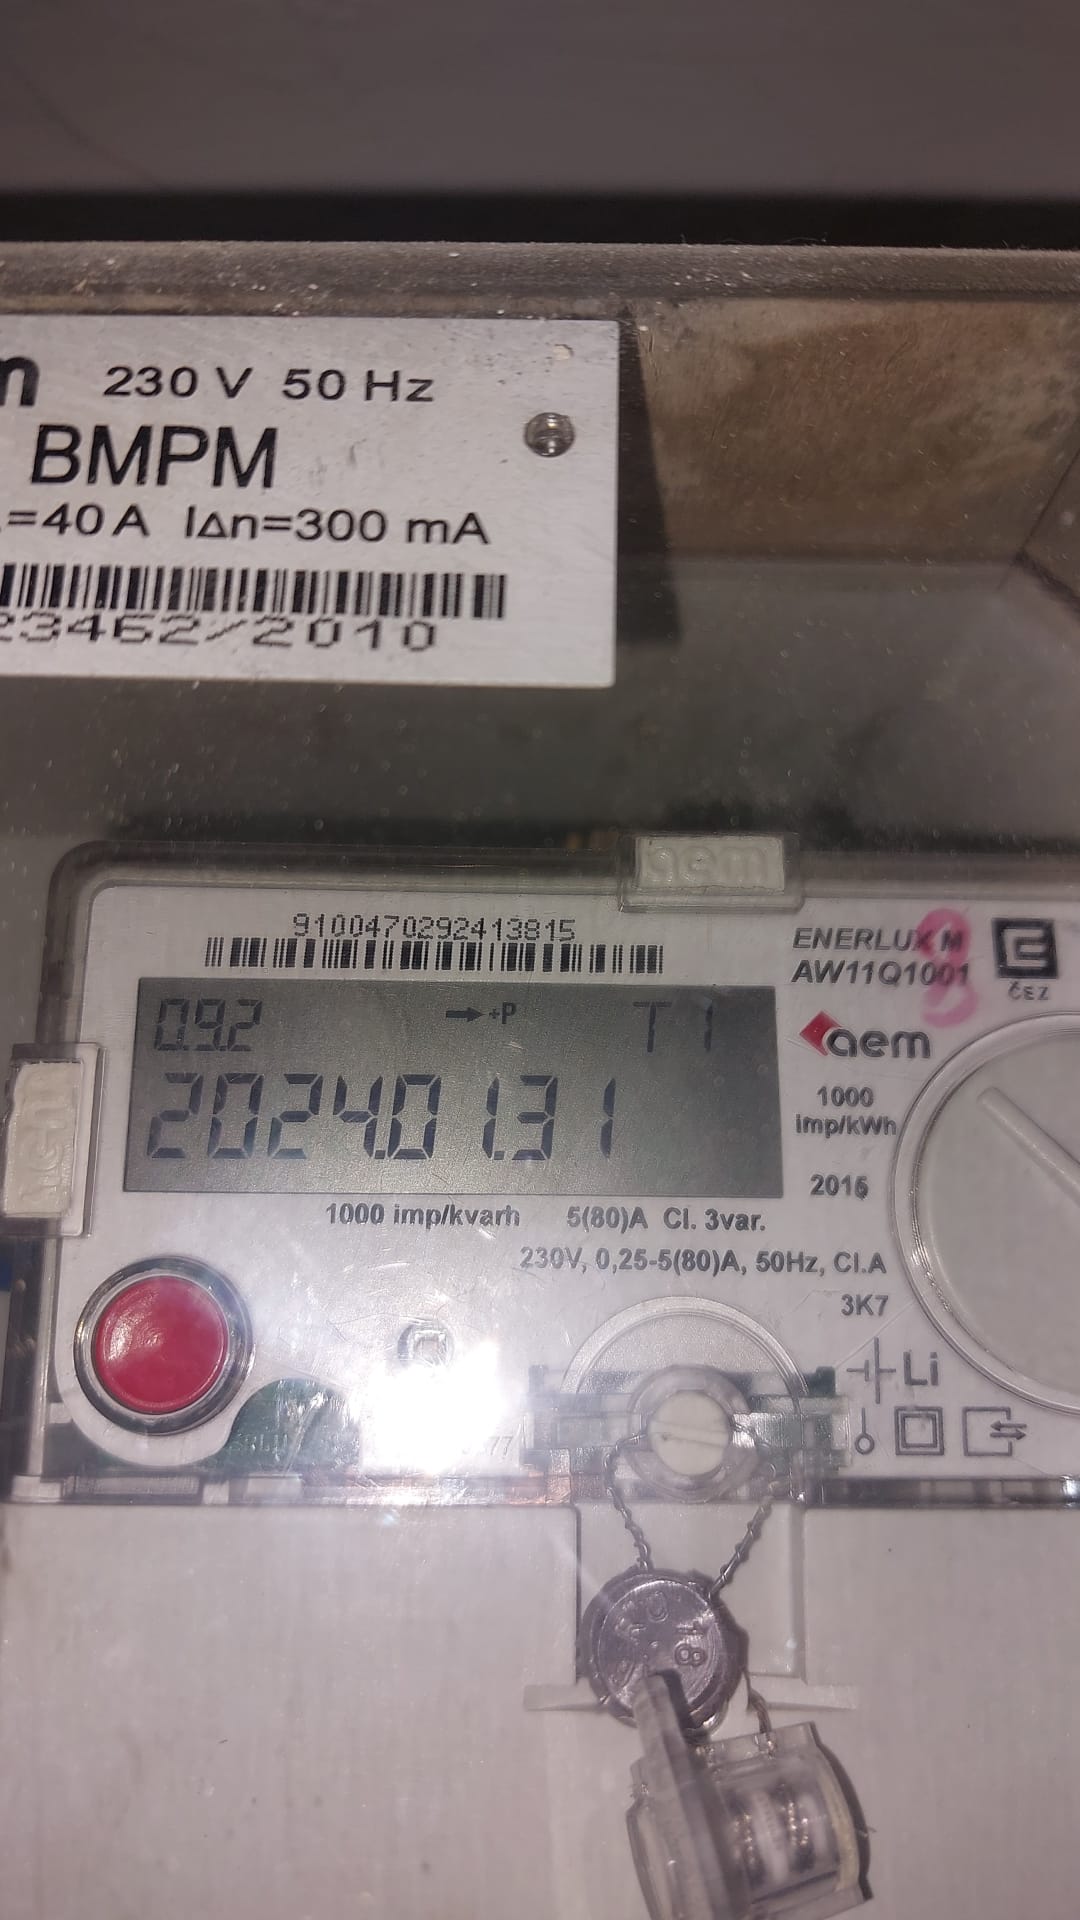 230 V 50 Hz
BMPM
=40 A IΔn=300 mA
23462/2010
aem
9100470292413815
ENERLUX M
AW11Q1001
ČEZ
0.9.2 →+P T1
2024.01.31
aem
1000
imp/kWh
2016
1000 imp/kvarh 5(80)A Cl. 3var.
230V, 0,25-5(80)A, 50Hz, Cl.A
3K7
Li